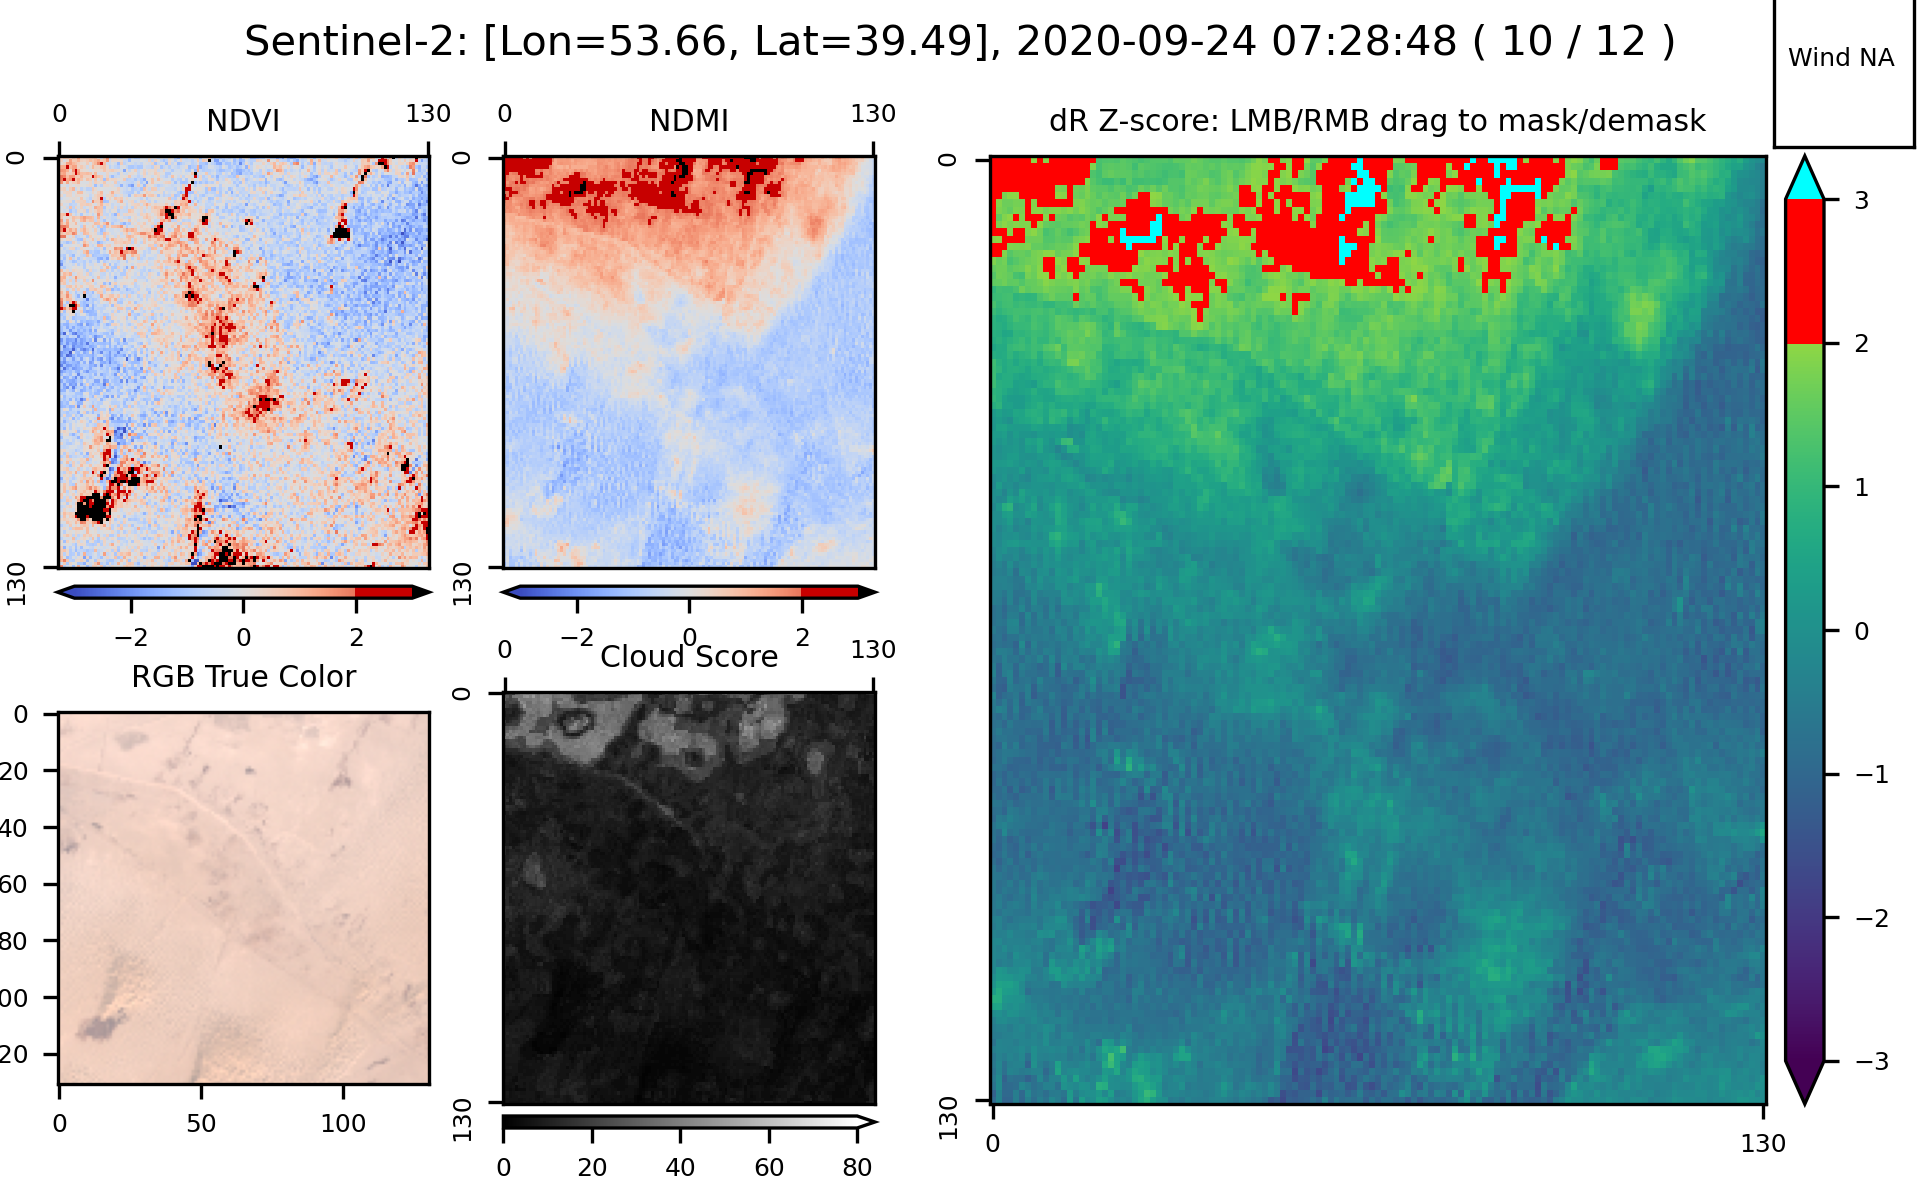 Sentinel-2: [Lon=53.66, Lat=39.49], 2020-09-24 07:28:48 ( 10 / 12 )
Wind NA
0 NDVI 130
0 NDMI 130
dR Z-score: LMB/RMB drag to mask/demask
0
130
0
130
0
130
0 130
3
2
1
0
−1
−2
−3
−2 0 2
−2 0 2
RGB True Color
0
20
40
60
80
00
20
0 50 100
0 Cloud Score 130
0
130
0 20 40 60 80